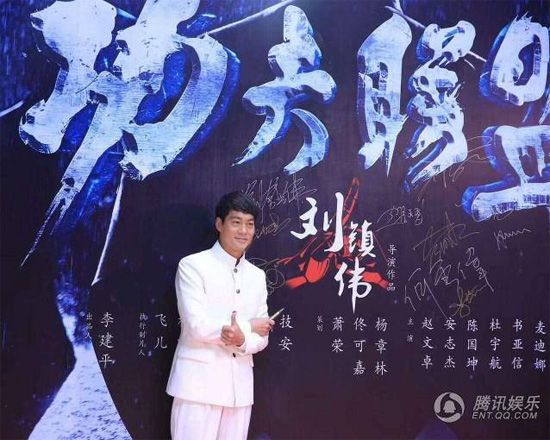 功夫聯盟
刘镇伟
导演作品
出品人
李建平
执行制片人
飞儿
技安
策划
萧荣
佟可嘉
杨章林
主演
赵文卓
安志杰
陈国坤
杜宇航
书亚信
麦迪娜
腾讯娱乐
ENT.QQ.COM